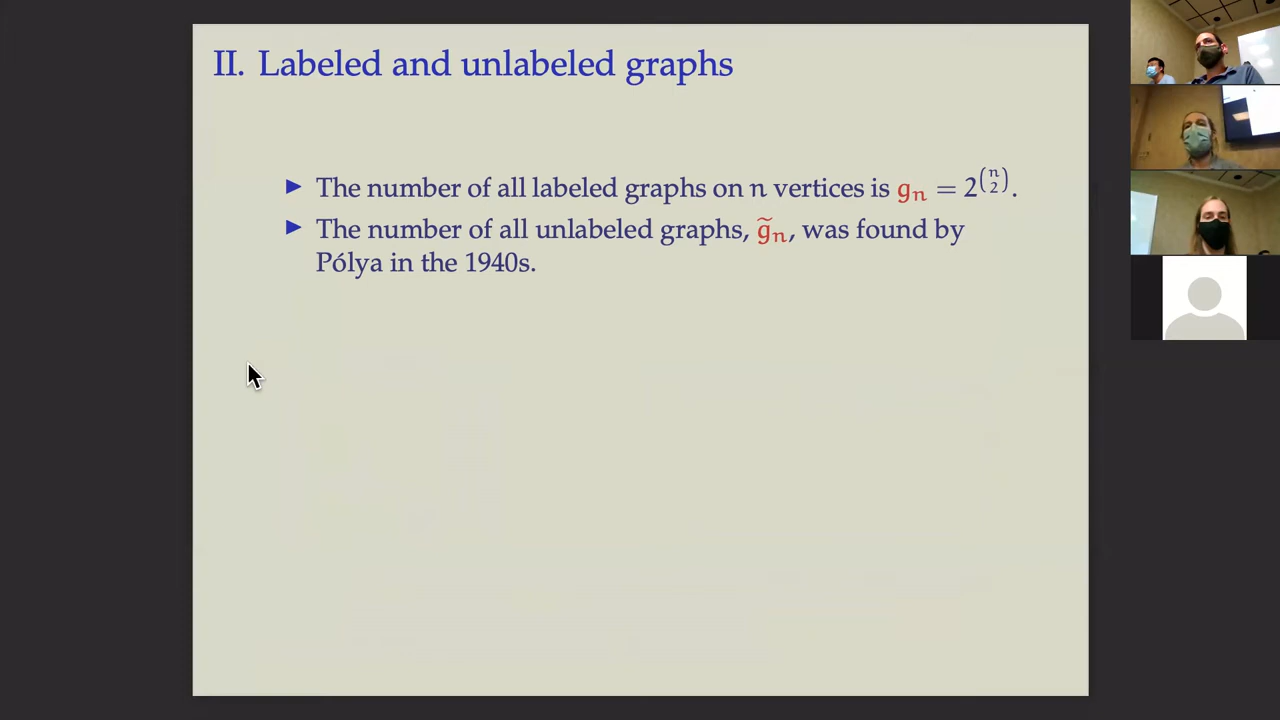 II. Labeled and unlabeled graphs
▶ The number of all labeled graphs on n vertices is gₙ = 2^(n 2).
▶ The number of all unlabeled graphs, g̃ₙ, was found by
Pólya in the 1940s.